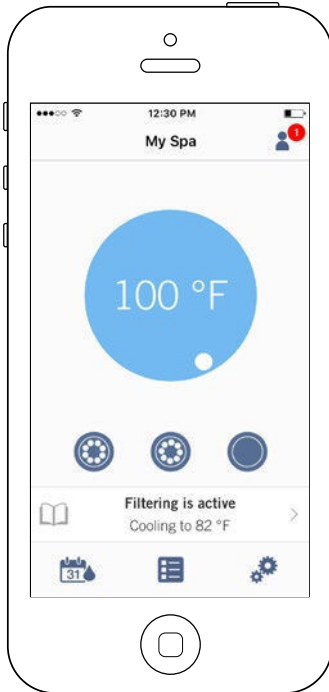 12:30 PM
My Spa
1
100 °F
Filtering is active
Cooling to 82 °F
31